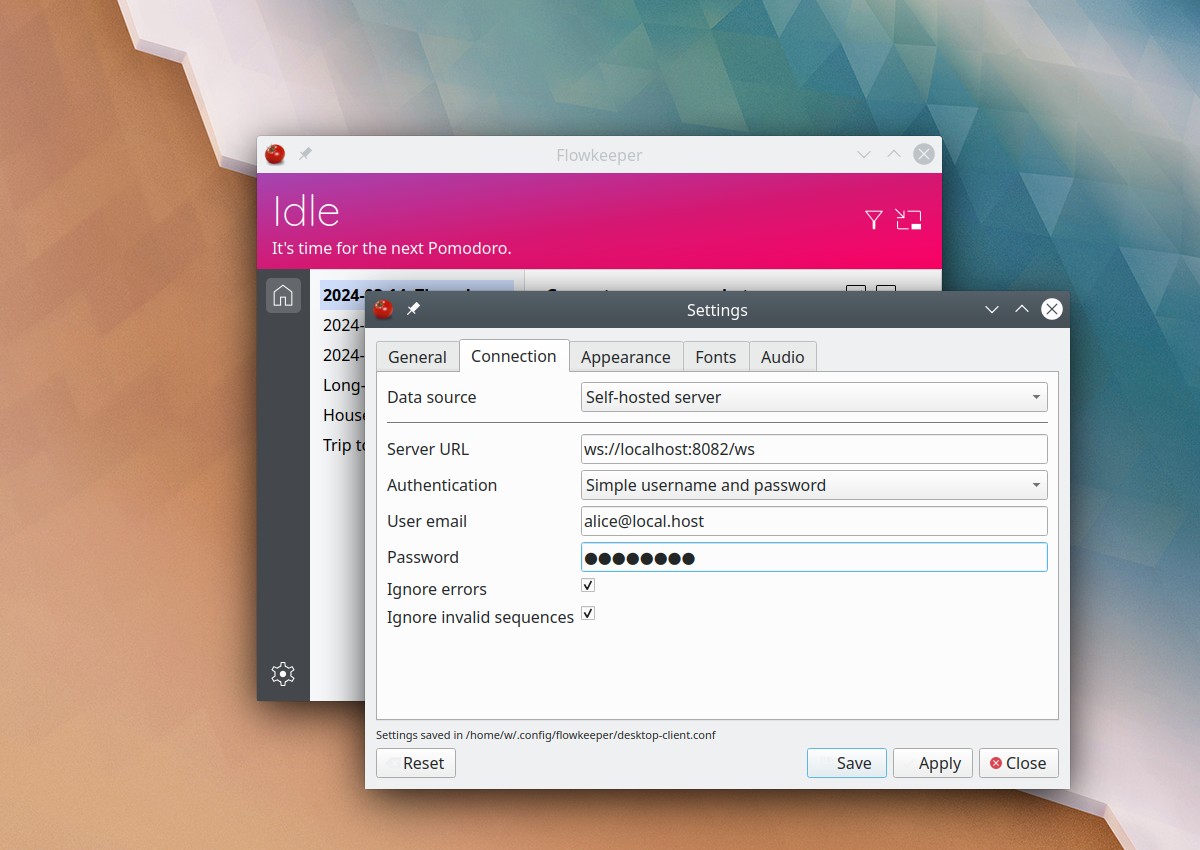 Flowkeeper
Idle
It's time for the next Pomodoro.
2024-
2024-
2024-
Long-
House
Trip to
Settings
General Connection Appearance Fonts Audio
Data source Self-hosted server
Server URL ws://localhost:8082/ws
Authentication Simple username and password
User email alice@local.host
Password ●●●●●●●●
Ignore errors
Ignore invalid sequences
Settings saved in /home/w/.config/flowkeeper/desktop-client.conf
Reset Save Apply Close